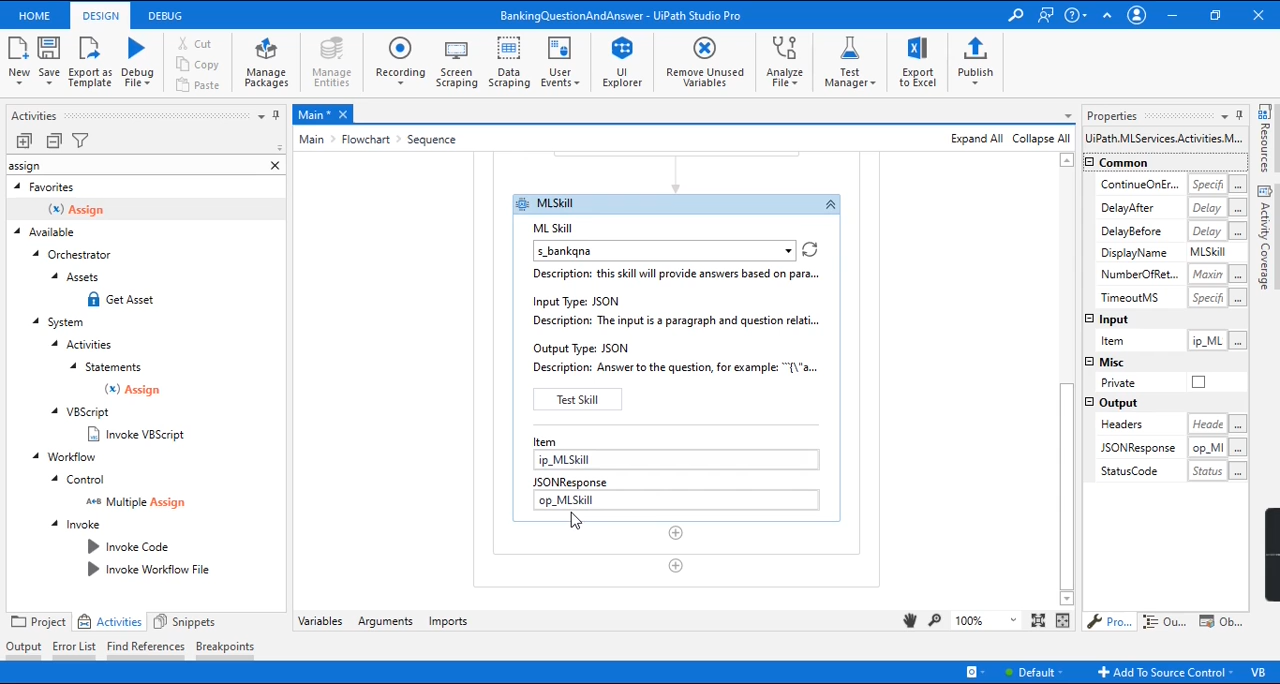 HOME DESIGN DEBUG BankingQuestionAndAnswer - UiPath Studio Pro
New Save Export as Template Debug File Cut Copy Paste Manage Packages Manage Entities Recording Screen Scraping Data Scraping User Events UI Explorer Remove Unused Variables Analyze File Test Manager Export to Excel Publish
Activities
assign
Favorites
(x) Assign
Available
Orchestrator
Assets
Get Asset
System
Activities
Statements
(x) Assign
VBScript
Invoke VBScript
Workflow
Control
A+B Multiple Assign
Invoke
Invoke Code
Invoke Workflow File
Project Activities Snippets
Main *
Main > Flowchart > Sequence Expand All Collapse All
MLSkill
ML Skill
s_bankqna
Description: this skill will provide answers based on para...
Input Type: JSON
Description: The input is a paragraph and question relati...
Output Type: JSON
Description: Answer to the question, for example: ```{\"a...
Test Skill
Item
ip_MLSkill
JSONResponse
op_MLSkill
Variables Arguments Imports 100%
Properties
UiPath.MLServices.Activities.M...
Common
ContinueOnEr... Specifi ...
DelayAfter Delay ...
DelayBefore Delay ...
DisplayName MLSkill
NumberOfRet... Maxin ...
TimeoutMS Specifi ...
Input
Item ip_ML ...
Misc
Private
Output
Headers Heade ...
JSONResponse op_Ml ...
StatusCode Status ...
Pro... Ou... Ob...
Resources
Activity Coverage
Output Error List Find References Breakpoints
Default Add To Source Control VB